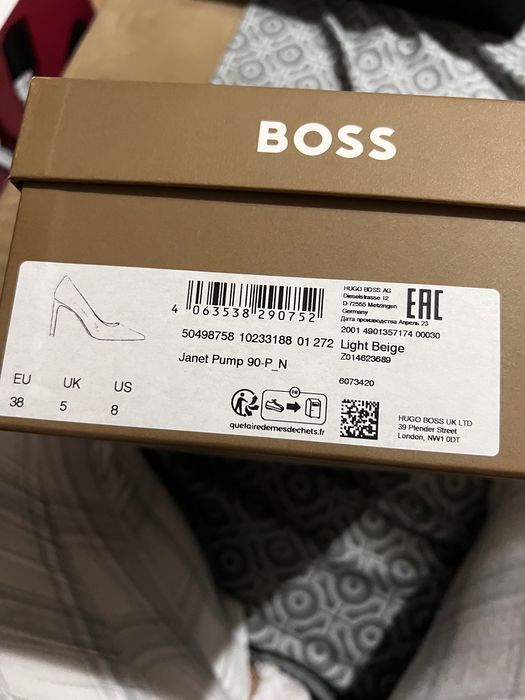 BOSS
4 063538 290752
HUGO BOSS AG
Dieselstrasse 12
D-72555 Metzingen
Germany
Дата производства Апрель 23
EAC
2001 4901357174 00030
50498758 10233188 01 272 Light Beige
Z014623689
Janet Pump 90-P_N
6073420
EU UK US
38 5 8
FR
quefairedemesdechets.fr
HUGO BOSS UK LTD
39 Plender Street
London, NW1 0DT